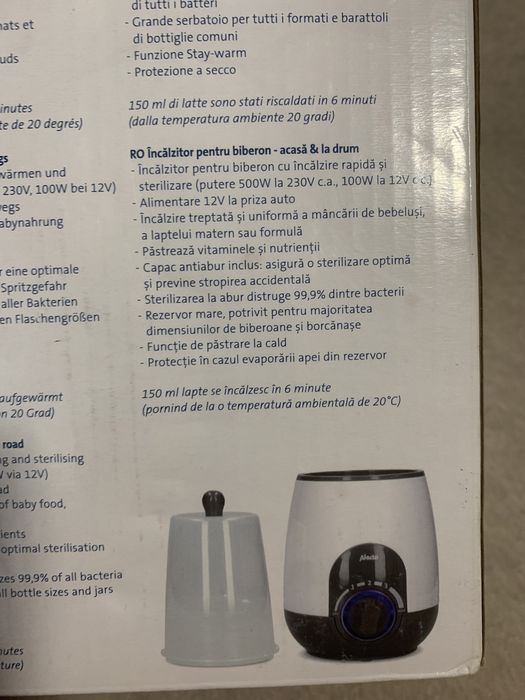 di tutti i batteri
- Grande serbatoio per tutti i formati e barattoli
di bottiglie comuni
- Funzione Stay-warm
- Protezione a secco
150 ml di latte sono stati riscaldati in 6 minuti
(dalla temperatura ambiente 20 gradi)
RO Încălzitor pentru biberon - acasă & la drum
- Încălzitor pentru biberon cu încălzire rapidă și
sterilizare (putere 500W la 230V c.a., 100W la 12V c.c.)
- Alimentare 12V la priza auto
- Încălzire treptată și uniformă a mâncării de bebeluși,
a laptelui matern sau formulă
- Păstrează vitaminele și nutrienții
- Capac antiabur inclus: asigură o sterilizare optimă
și previne stropirea accidentală
- Sterilizarea la abur distruge 99,9% dintre bacterii
- Rezervor mare, potrivit pentru majoritatea
dimensiunilor de biberoane și borcănașe
- Funcție de păstrare la cald
- Protecție în cazul evaporării apei din rezervor
150 ml lapte se încălzesc în 6 minute
(pornind de la o temperatură ambientală de 20°C)
ats et
uds
inutes
te de 20 degrés)
gs
wärmen und
230V, 100W bei 12V)
egs
abynahrung
r eine optimale
Spritzgefahr
aller Bakterien
en Flaschengrößen
aufgewärmt
n 20 Grad)
road
ng and sterilising
V via 12V)
ad
of baby food,
ients
optimal sterilisation
zes 99,9% of all bacteria
ll bottle sizes and jars
nutes
ture)
Alecto
1 2 3